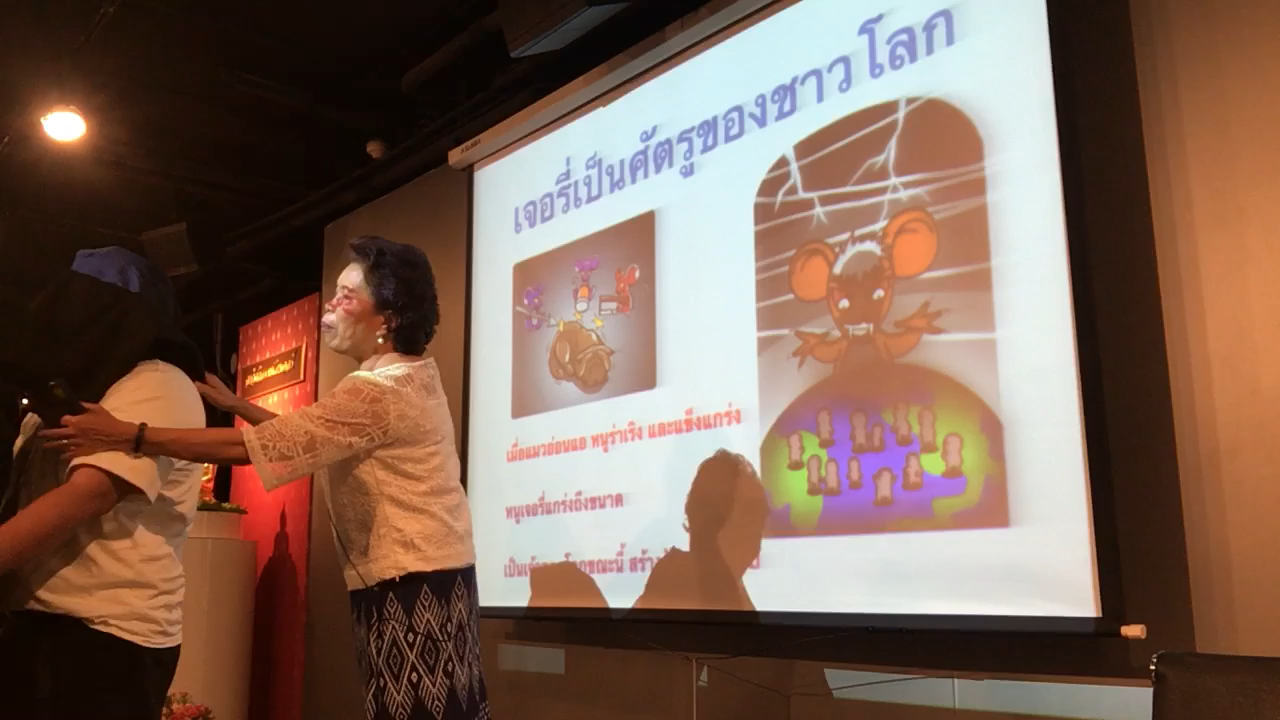 เจอรี่เป็นศัตรูของชาวโลก
เมื่อแมวอ่อนแอ หนูร่าเริง และแข็งแกร่ง
หนูเจอรี่แกร่งถึงขนาด
ขณะนี้